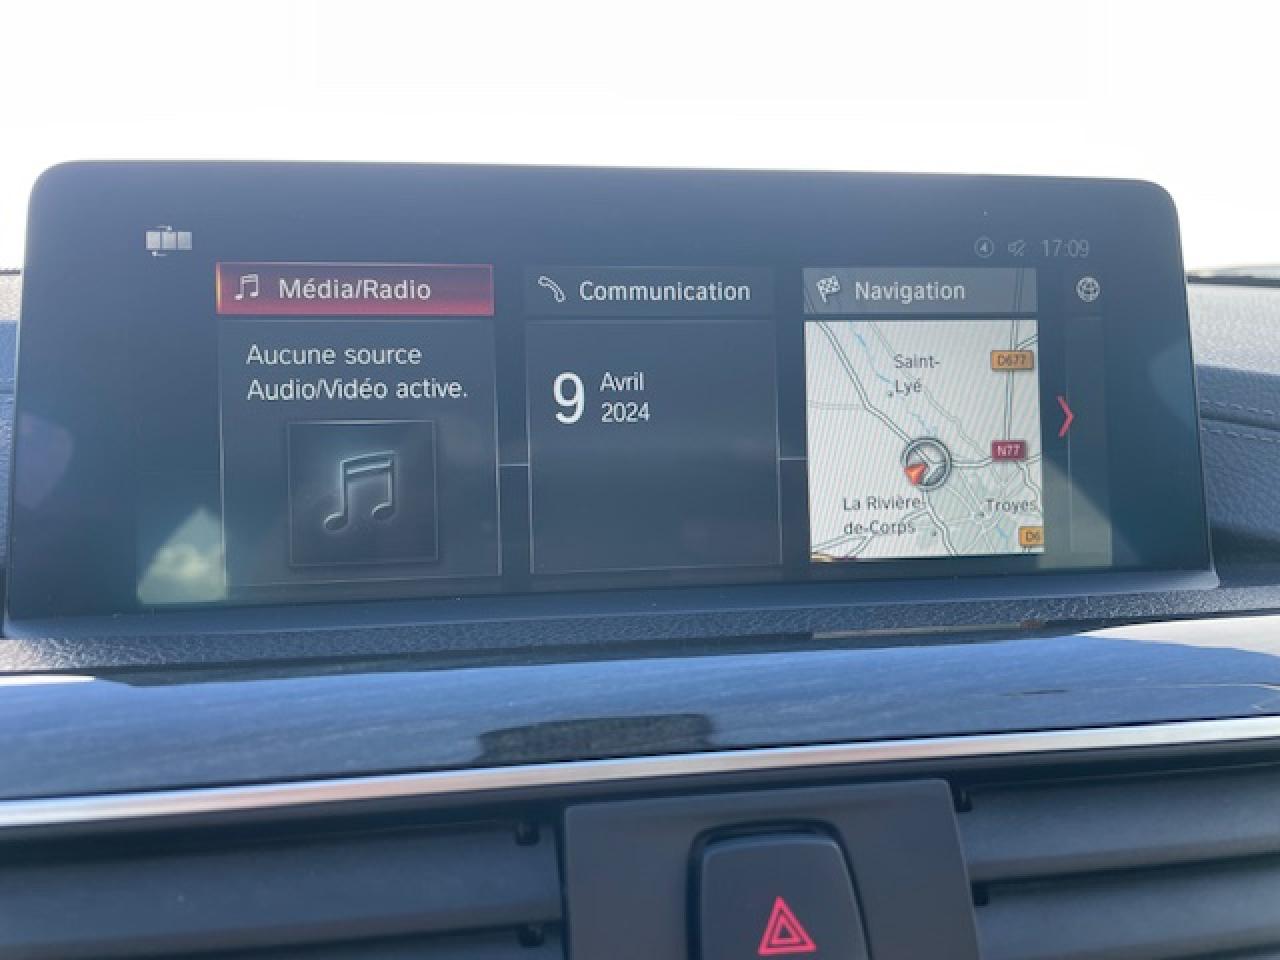 17:09
Média/Radio
Communication
Navigation
Aucune source
Audio/Vidéo active.
9
Avril
2024
Saint-
Lyé
D677
N77
La Rivière-
de-Corps
Troyes
D6